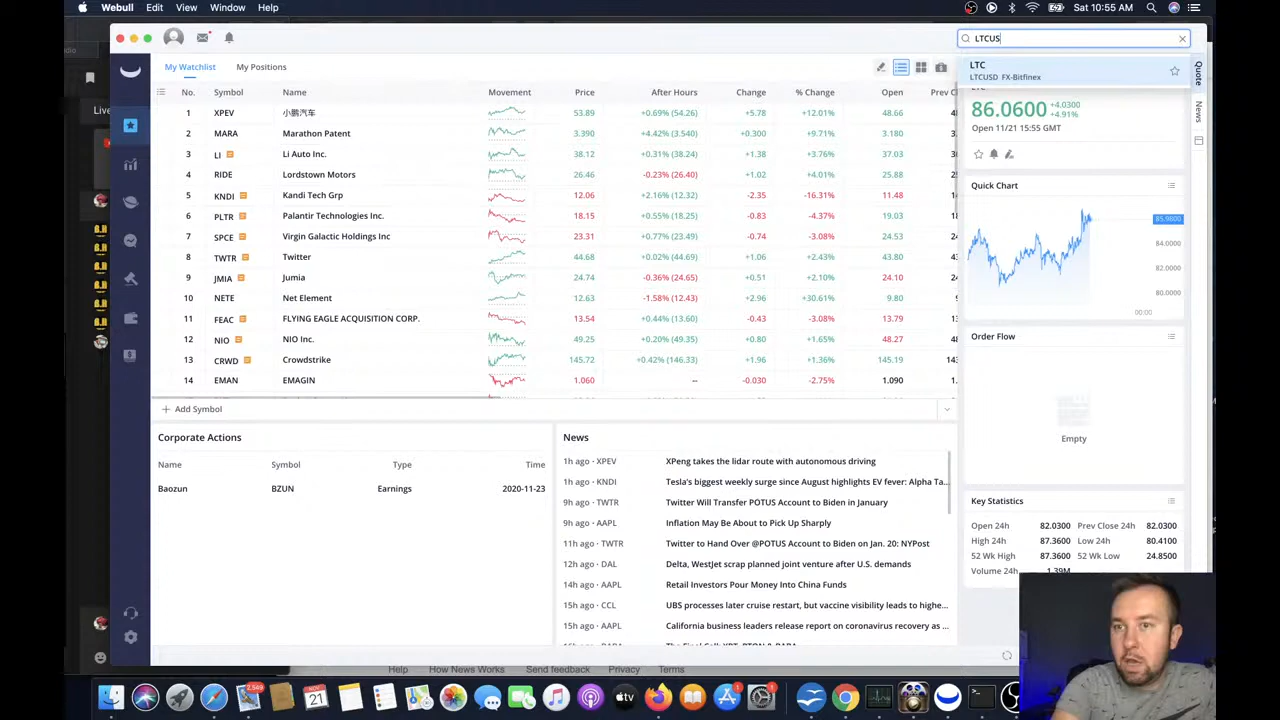 Webull File Edit View Window Help
Sat 10:55 AM
LTCUS
LTC
LTCUSD FX-Bitfinex
My Watchlist My Positions
Quote
News
86.0600 +4.0300
+4.91%
Open 11/21 15:55 GMT
No. Symbol Name Movement Price After Hours Change % Change Open Prev C
1 XPEV 小鹏汽车 53.89 +0.69% (54.26) +5.78 +12.01% 48.66
2 MARA Marathon Patent 3.390 +4.42% (3.540) +0.300 +9.71% 3.180
3 LI Li Auto Inc. 38.12 +0.31% (38.24) +1.38 +3.76% 37.03
4 RIDE Lordstown Motors 26.46 -0.23% (26.40) +1.02 +4.01% 25.88
5 KNDI Kandi Tech Grp 12.06 +2.16% (12.32) -2.35 -16.31% 11.48
6 PLTR Palantir Technologies Inc. 18.15 +0.55% (18.25) -0.83 -4.37% 19.03
7 SPCE Virgin Galactic Holdings Inc 23.31 +0.77% (23.49) -0.74 -3.08% 24.53
8 TWTR Twitter 44.68 +0.02% (44.69) +1.06 +2.43% 43.80
9 JMIA Jumia 24.74 -0.36% (24.65) +0.51 +2.10% 24.10
10 NETE Net Element 12.63 -1.58% (12.43) +2.96 +30.61% 9.80
11 FEAC FLYING EAGLE ACQUISITION CORP. 13.54 +0.44% (13.60) -0.43 -3.08% 13.79
12 NIO NIO Inc. 49.25 +0.20% (49.35) +0.80 +1.65% 48.27
13 CRWD Crowdstrike 145.72 +0.42% (146.33) +1.96 +1.36% 145.19
14 EMAN EMAGIN 1.060 -- -0.030 -2.75% 1.090
Add Symbol
Quick Chart
85.9800
84.0000
82.0000
80.0000
00:00
Order Flow
Empty
Key Statistics
Open 24h 82.0300 Prev Close 24h 82.0300
High 24h 87.3600 Low 24h 80.4100
52 Wk High 87.3600 52 Wk Low 24.8500
Volume 24h 1.39M
Corporate Actions
Name Symbol Type Time
Baozun BZUN Earnings 2020-11-23
News
1h ago · XPEV XPeng takes the lidar route with autonomous driving
1h ago · KNDI Tesla's biggest weekly surge since August highlights EV fever: Alpha Ta...
9h ago · TWTR Twitter Will Transfer POTUS Account to Biden in January
9h ago · AAPL Inflation May Be About to Pick Up Sharply
11h ago · TWTR Twitter to Hand Over @POTUS Account to Biden on Jan. 20: NYPost
12h ago · DAL Delta, WestJet scrap planned joint venture after U.S. demands
14h ago · AAPL Retail Investors Pour Money Into China Funds
15h ago · CCL UBS processes later cruise restart, but vaccine visibility leads to highe...
15h ago · AAPL California business leaders release report on coronavirus recovery as ...
Live
Help How News Works Send feedback Privacy Terms
NOV
21
2,549
tv
1
1